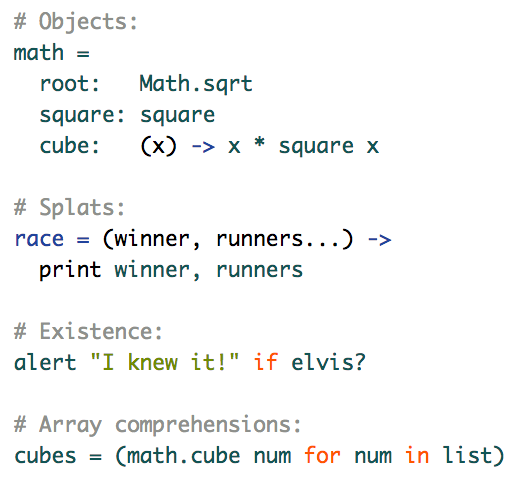 # Objects:
math =
  root:   Math.sqrt
  square: square
  cube:   (x) -> x * square x

# Splats:
race = (winner, runners...) ->
  print winner, runners

# Existence:
alert "I knew it!" if elvis?

# Array comprehensions:
cubes = (math.cube num for num in list)